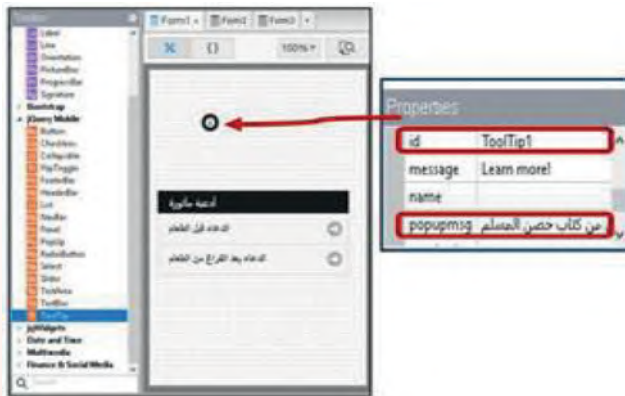 Toolbox
Form1
Form2
Form3
100%
{}
Label
Line
Orientation
PictureBox
ProgressBar
Signature
Bootstrap
jQuery Mobile
Button
Checkbox
Collapsible
FlipToggle
FooterBar
HeaderBar
List
NavBar
Panel
PopUp
RadioButton
Select
Slider
TextArea
TextBox
ToolTip
jqWidgets
Date and Time
Multimedia
Finance & Social Media
أدعية مأثورة
الدعاء قبل الطعام
الدعاء بعد الفراغ من الطعام
Properties
id ToolTip1
message Learn more!
name
popupmsg من كتاب حصن المسلم